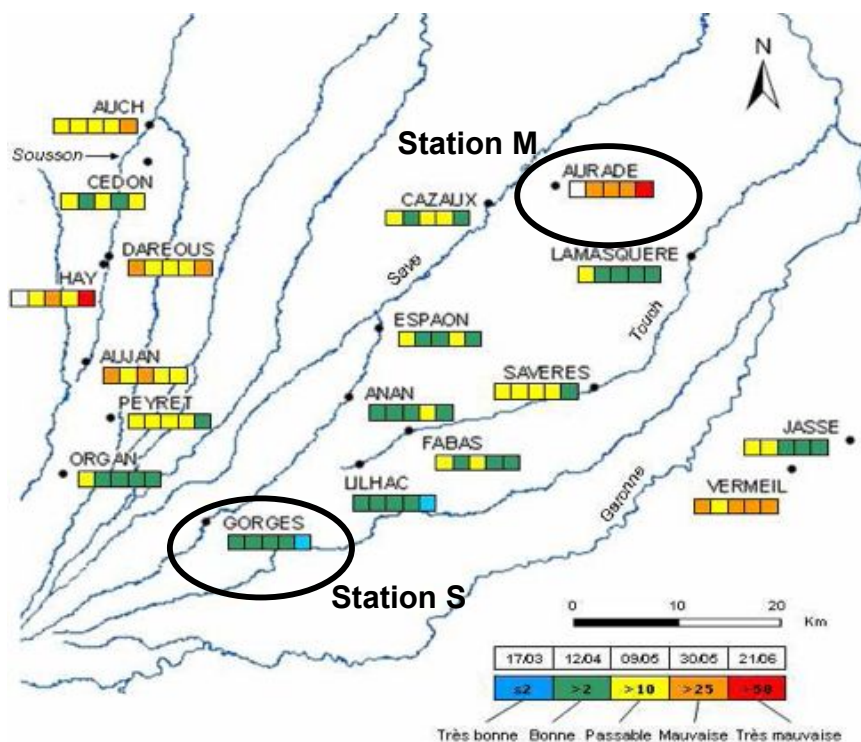 N
AUCH
Station M
Sousson
AURADE
CEDON
CAZAUX
DAREOUS
LAMASQUERE
HAY
Save
Touch
ESPAON
AUJAN
SAVERES
ANAN
PEYRET
JASSE
FABAS
ORGAN
LILHAC
Garonne
VERMEIL
GORGES
Station S
0 10 20
Km
17/03 12/04 09/05 30/05 21/06
≤2 >2 >10 >25 >50
Très bonne Bonne Passable Mauvaise Très mauvaise